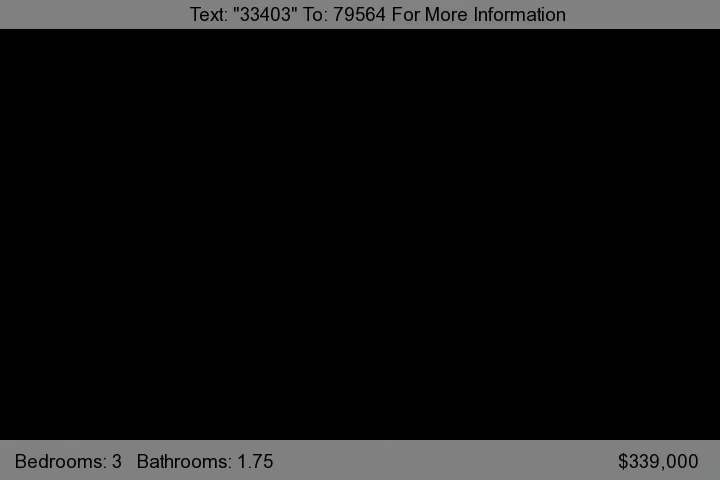 Text: "33403" To: 79564 For More Information
Bedrooms: 3 Bathrooms: 1.75 $339,000